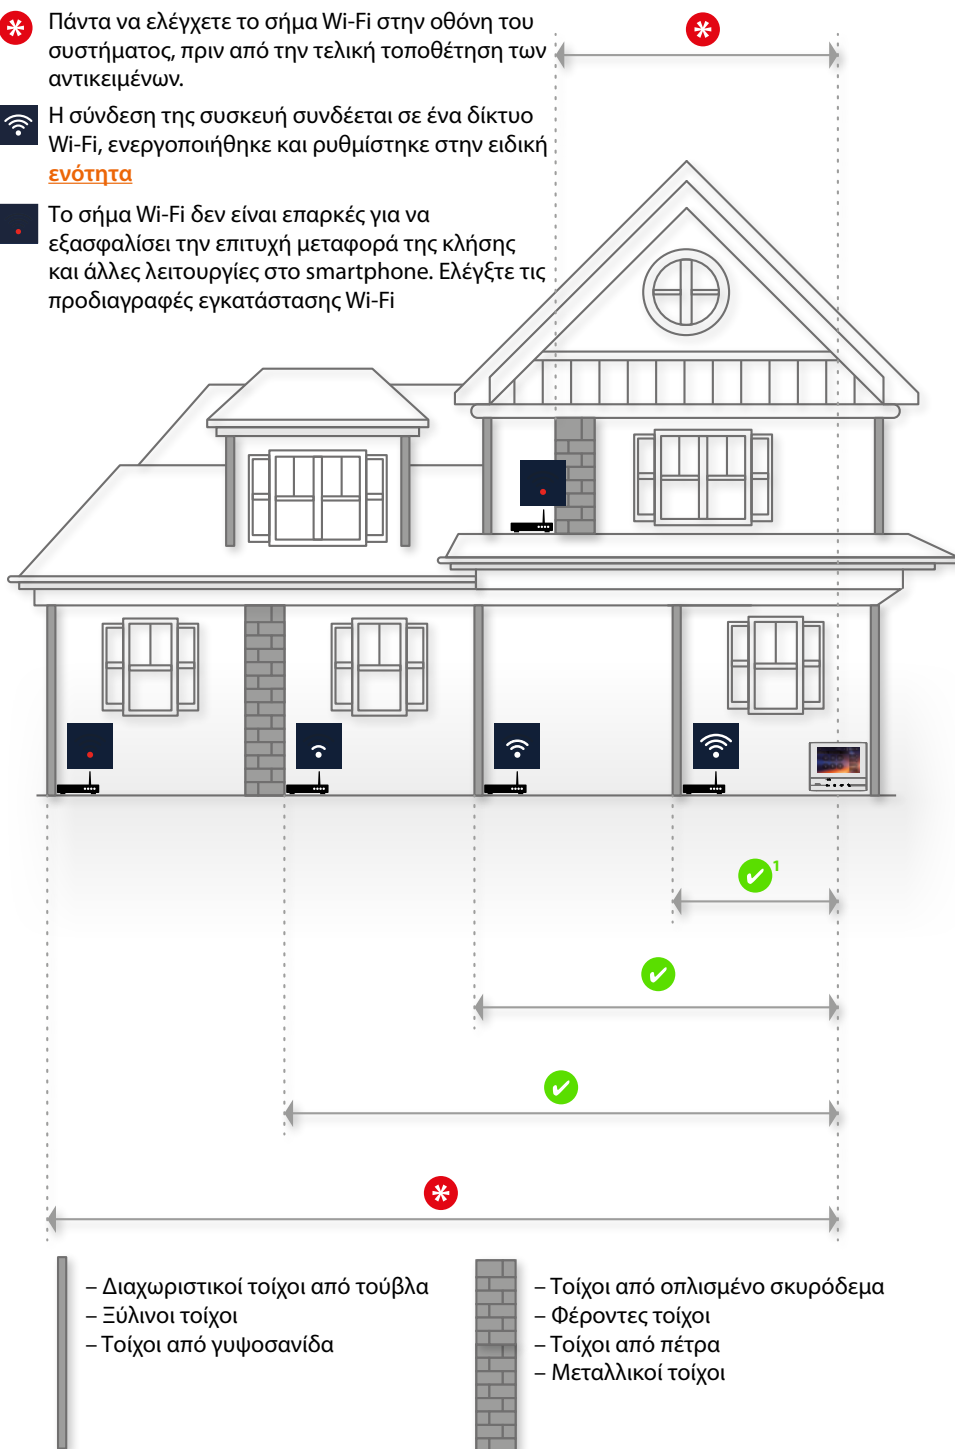 Πάντα να ελέγχετε το σήμα Wi-Fi στην οθόνη του
συστήματος, πριν από την τελική τοποθέτηση των
αντικειμένων.
Η σύνδεση της συσκευή συνδέεται σε ένα δίκτυο
Wi-Fi, ενεργοποιήθηκε και ρυθμίστηκε στην ειδική
ενότητα
Το σήμα Wi-Fi δεν είναι επαρκές για να
εξασφαλίσει την επιτυχή μεταφορά της κλήσης
και άλλες λειτουργίες στο smartphone. Ελέγξτε τις
προδιαγραφές εγκατάστασης Wi-Fi
1
– Διαχωριστικοί τοίχοι από τούβλα
– Ξύλινοι τοίχοι
– Τοίχοι από γυψοσανίδα
– Τοίχοι από οπλισμένο σκυρόδεμα
– Φέροντες τοίχοι
– Τοίχοι από πέτρα
– Μεταλλικοί τοίχοι